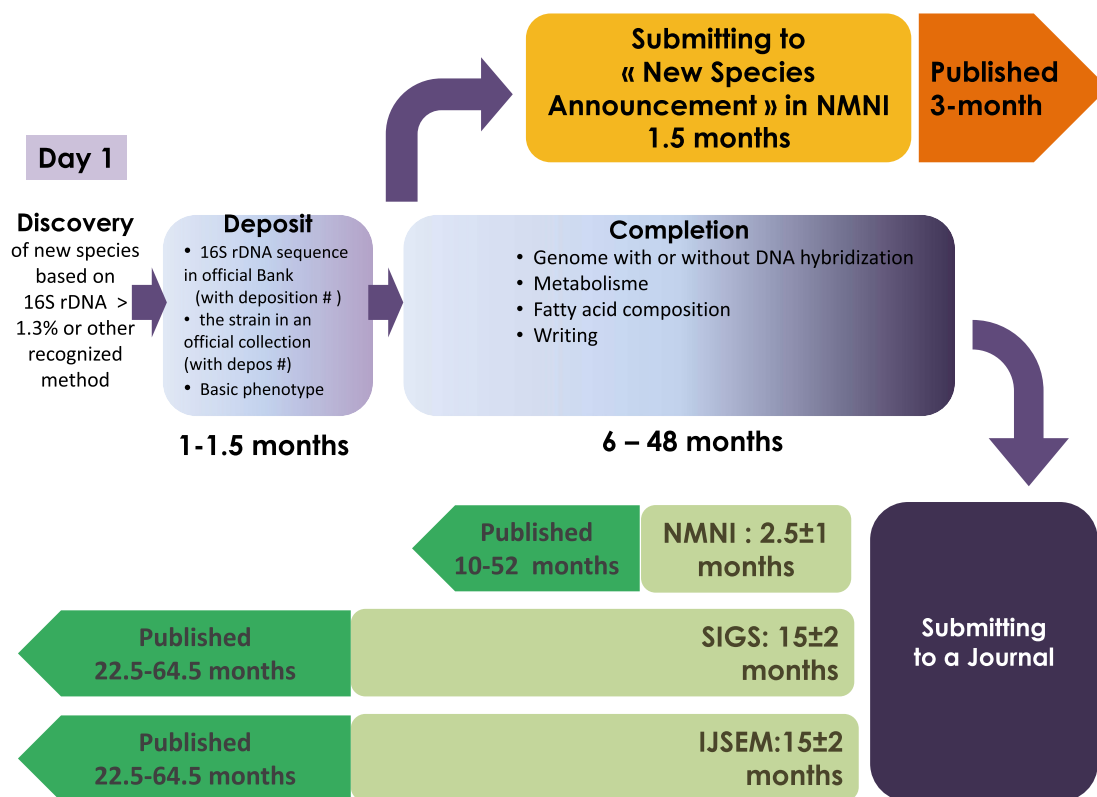 Submitting to
« New Species
Announcement » in NMNI
1.5 months
Published
3-month
Day 1
Discovery
of new species
based on
16S rDNA >
1.3% or other
recognized
method
Deposit
• 16S rDNA sequence
in official Bank
(with deposition # )
• the strain in an
official collection
(with depos #)
• Basic phenotype
1-1.5 months
Completion
• Genome with or without DNA hybridization
• Metabolisme
• Fatty acid composition
• Writing
6 – 48 months
Published
10-52 months
NMNI : 2.5±1
months
Published
22.5-64.5 months
SIGS: 15±2
months
Published
22.5-64.5 months
IJSEM:15±2
months
Submitting
to a Journal